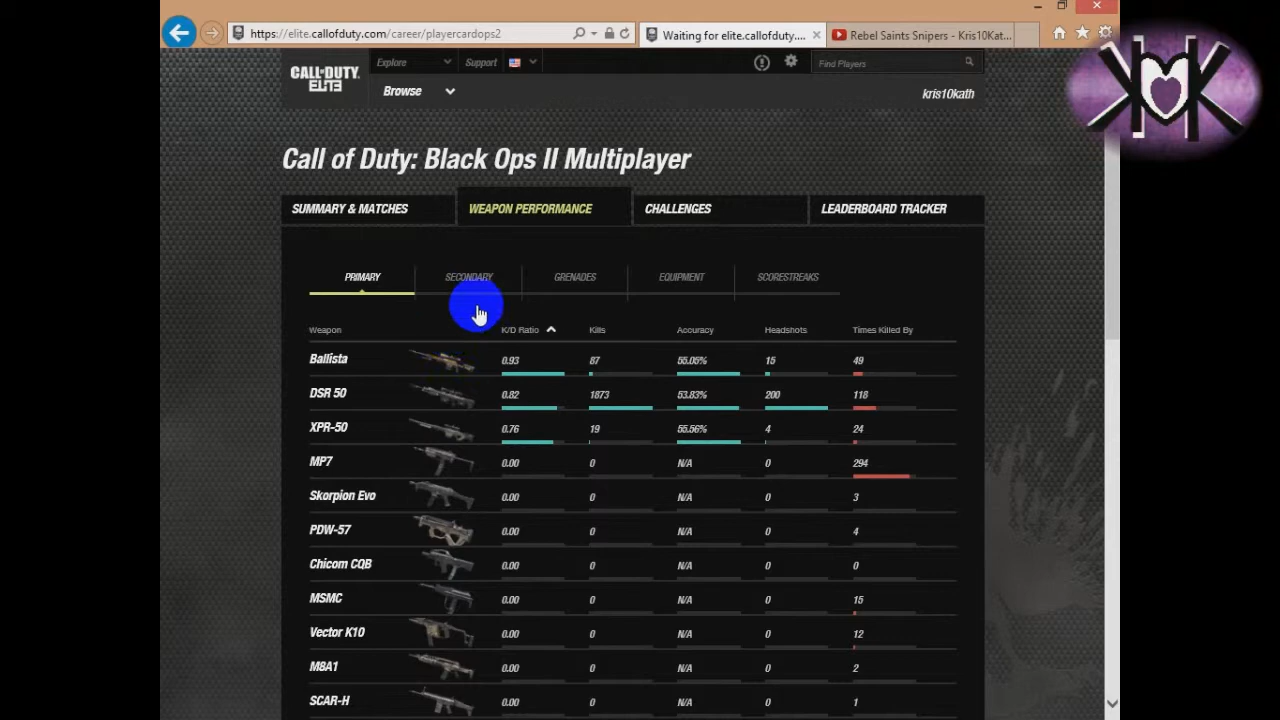 https://elite.callofduty.com/career/playercardops2
Waiting for elite.callofduty....
Rebel Saints Snipers - Kris10Kat...
CALL·DUTY
ELITE
Explore
Support
Find Players
Browse
kris10kath
Call of Duty: Black Ops II Multiplayer
SUMMARY & MATCHES WEAPON PERFORMANCE CHALLENGES LEADERBOARD TRACKER
PRIMARY SECONDARY GRENADES EQUIPMENT SCORESTREAKS
Weapon K/D Ratio Kills Accuracy Headshots Times Killed By
Ballista 0.93 87 55.05% 15 49
DSR 50 0.82 1873 53.83% 200 118
XPR-50 0.76 19 55.56% 4 24
MP7 0.00 0 N/A 0 294
Skorpion Evo 0.00 0 N/A 0 3
PDW-57 0.00 0 N/A 0 4
Chicom CQB 0.00 0 N/A 0 0
MSMC 0.00 0 N/A 0 15
Vector K10 0.00 0 N/A 0 12
M8A1 0.00 0 N/A 0 2
SCAR-H 0.00 0 N/A 0 1